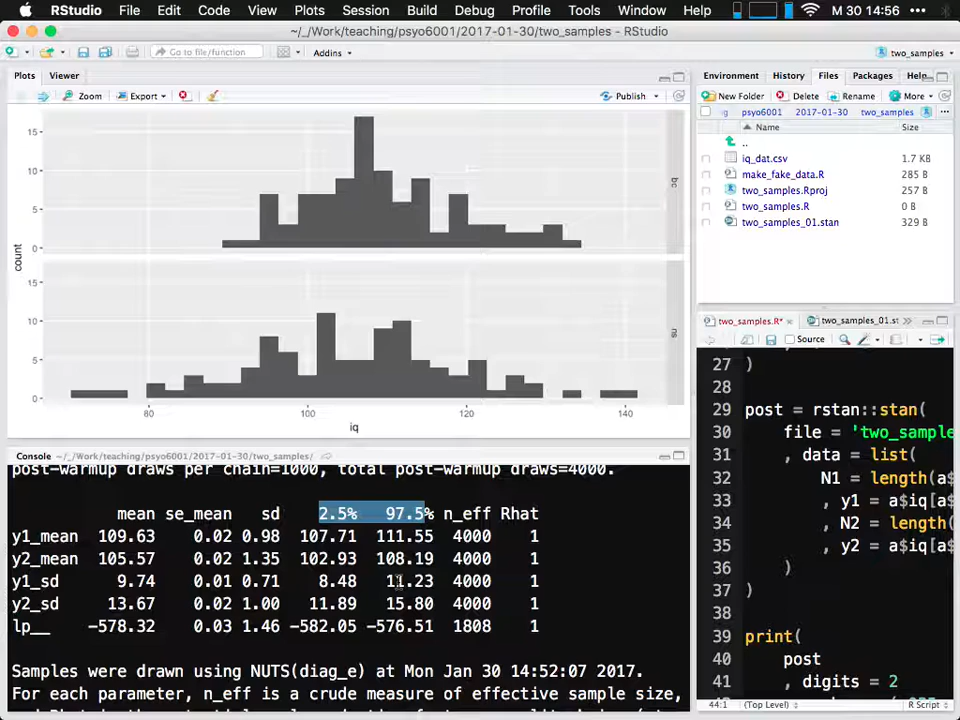 RStudio File Edit Code View Plots Session Build Debug Profile Tools Window Help M 30 14:56
~/_/Work/teaching/psyo6001/2017-01-30/two_samples - RStudio
Go to file/function Addins two_samples
Plots Viewer
Zoom Export Publish
15
10
5
0
bc
count
15
10
5
0
ns
80 100 120 140
iq
Environment History Files Packages Help
New Folder Delete Rename More
psyo6001 2017-01-30 two_samples ...
Name Size
..
iq_dat.csv 1.7 KB
make_fake_data.R 285 B
two_samples.Rproj 257 B
two_samples.R 0 B
two_samples_01.stan 329 B
Console ~/_/Work/teaching/psyo6001/2017-01-30/two_samples/
post-warmup draws per chain=1000, total post-warmup draws=4000.
mean se_mean sd 2.5% 97.5% n_eff Rhat
y1_mean 109.63 0.02 0.98 107.71 111.55 4000 1
y2_mean 105.57 0.02 1.35 102.93 108.19 4000 1
y1_sd 9.74 0.01 0.71 8.48 11.23 4000 1
y2_sd 13.67 0.02 1.00 11.89 15.80 4000 1
lp__ -578.32 0.03 1.46 -582.05 -576.51 1808 1
Samples were drawn using NUTS(diag_e) at Mon Jan 30 14:52:07 2017.
For each parameter, n_eff is a crude measure of effective sample size,
two_samples.R* two_samples_01.st
Source
27 )
28
29 post = rstan::stan(
30 file = 'two_sample
31 , data = list(
32 N1 = length(a
33 , y1 = a$iq[a
34 , N2 = length(
35 , y2 = a$iq[a
36 )
37 )
38
39 print(
40 post
41 , digits = 2
44:1 (Top Level) R Script